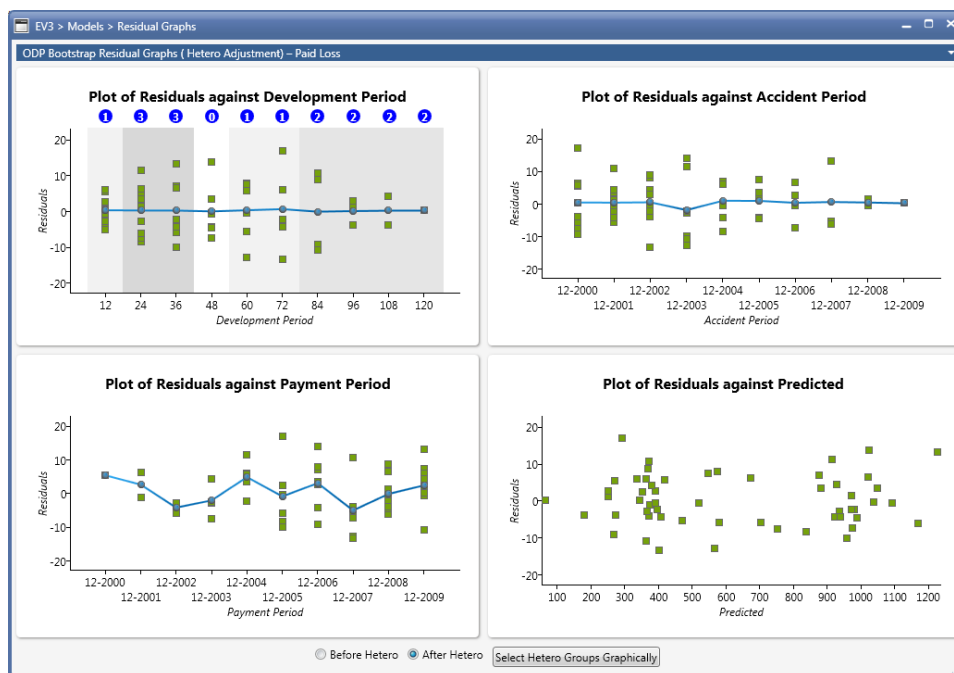 EV3 > Models > Residual Graphs
ODP Bootstrap Residual Graphs ( Hetero Adjustment) – Paid Loss
Plot of Residuals against Development Period
1 3 3 0 1 1 2 2 2 2
20
10
0
-10
-20
Residuals
12 24 36 48 60 72 84 96 108 120
Development Period
Plot of Residuals against Accident Period
20
10
0
-10
-20
Residuals
12-2000 12-2002 12-2004 12-2006 12-2008
12-2001 12-2003 12-2005 12-2007 12-2009
Accident Period
Plot of Residuals against Payment Period
20
10
0
-10
-20
Residuals
12-2000 12-2002 12-2004 12-2006 12-2008
12-2001 12-2003 12-2005 12-2007 12-2009
Payment Period
Plot of Residuals against Predicted
20
10
0
-10
-20
Residuals
100 200 300 400 500 600 700 800 900 1000 1100 1200
Predicted
Before Hetero After Hetero Select Hetero Groups Graphically